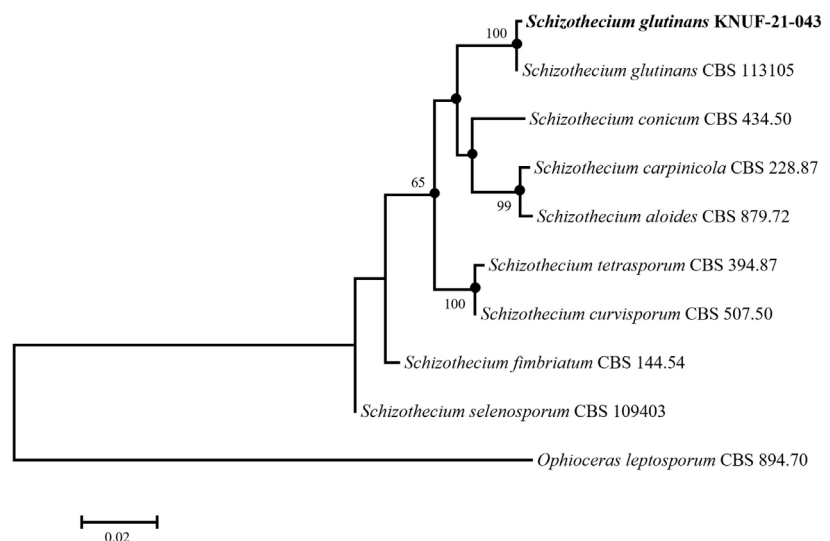 100
Schizothecium glutinans KNUF-21-043
Schizothecium glutinans CBS 113105
Schizothecium conicum CBS 434.50
Schizothecium carpinicola CBS 228.87
65
99
Schizothecium aloides CBS 879.72
Schizothecium tetrasporum CBS 394.87
100
Schizothecium curvisporum CBS 507.50
Schizothecium fimbriatum CBS 144.54
Schizothecium selenosporum CBS 109403
Ophioceras leptosporum CBS 894.70
0.02